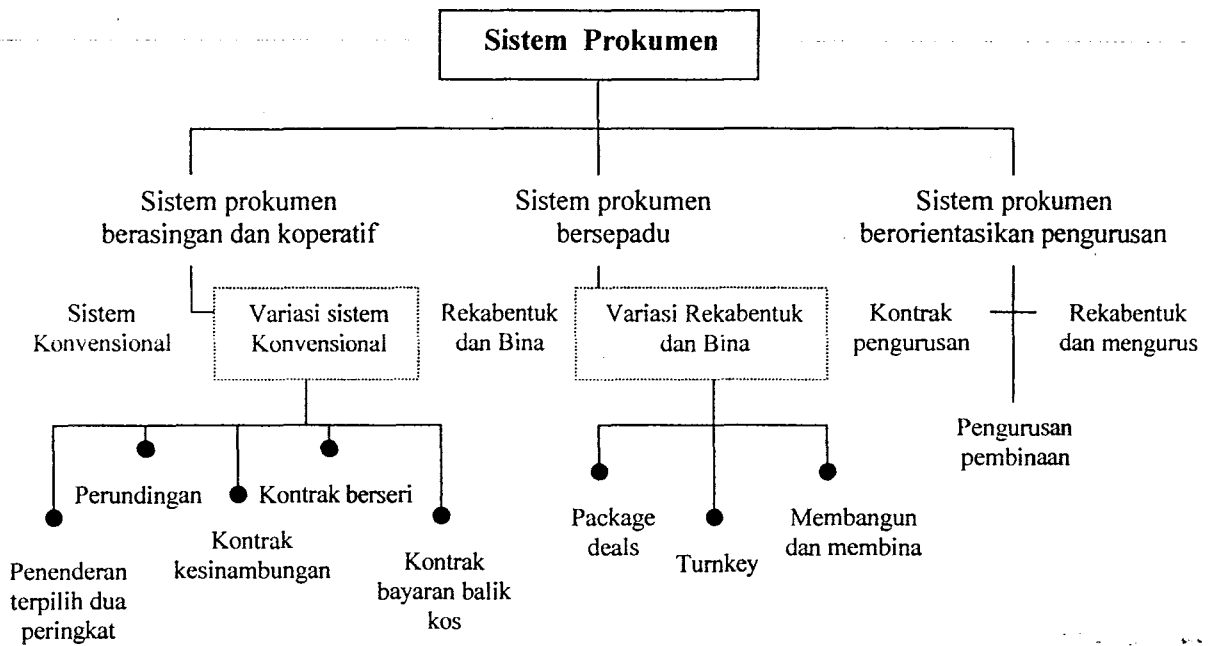 Sistem Prokumen
Sistem prokumen
berasingan dan koperatif
Sistem prokumen
bersepadu
Sistem prokumen
berorientasikan pengurusan
Sistem
Konvensional
Variasi sistem
Konvensional
Rekabentuk
dan Bina
Variasi Rekabentuk
dan Bina
Kontrak
pengurusan
Rekabentuk
dan mengurus
Pengurusan
pembinaan
Perundingan
Kontrak berseri
Penenderan
terpilih dua
peringkat
Kontrak
kesinambungan
Kontrak
bayaran balik
kos
Package
deals
Turnkey
Membangun
dan membina